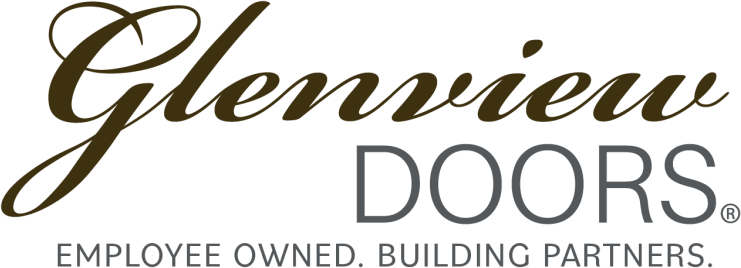 Glenview
DOORS®
EMPLOYEE OWNED. BUILDING PARTNERS.